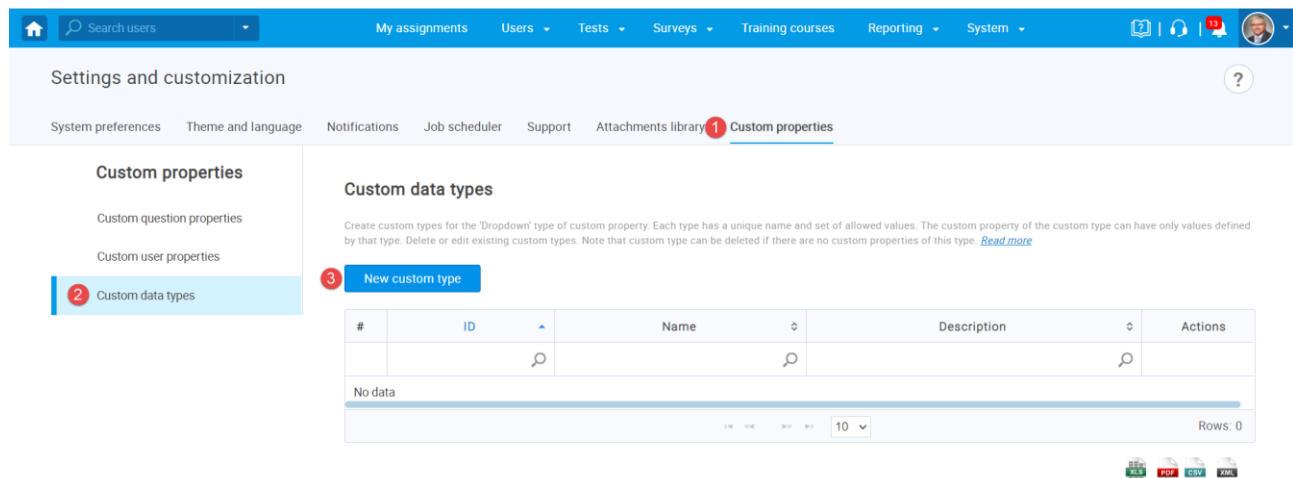 Search users My assignments Users Tests Surveys Training courses Reporting System ? 13
Settings and customization ?
System preferences Theme and language Notifications Job scheduler Support Attachments library 1 Custom properties
Custom properties
Custom question properties
Custom user properties
2 Custom data types
Custom data types
Create custom types for the 'Dropdown' type of custom property. Each type has a unique name and set of allowed values. The custom property of the custom type can have only values defined
by that type. Delete or edit existing custom types. Note that custom type can be deleted if there are no custom properties of this type. Read more
3 New custom type
# ID Name Description Actions
No data
10 Rows: 0
XLS PDF CSV XML